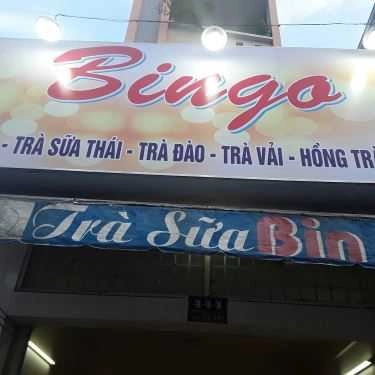 Bingo
- TRÀ SỮA THÁI - TRÀ ĐÀO - TRÀ VẢI - HỒNG TRÀ
Trà Sữa Bin